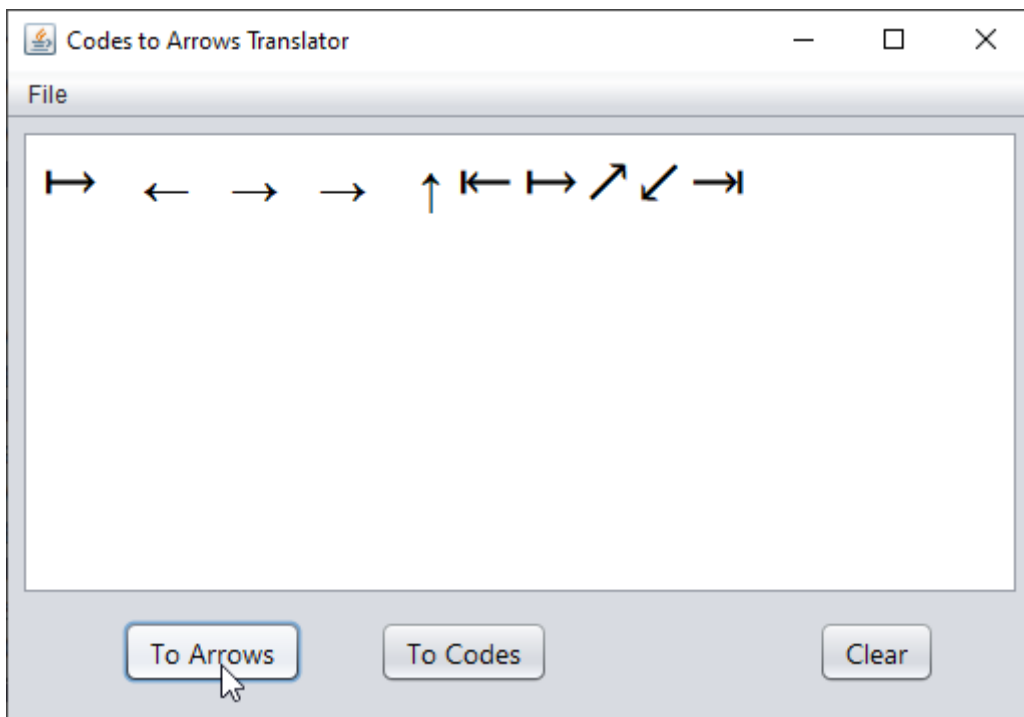 Codes to Arrows Translator
File
↦ ← → → ↑ ⇤ ↦ ↗ ↙ ⇥
To Arrows To Codes Clear